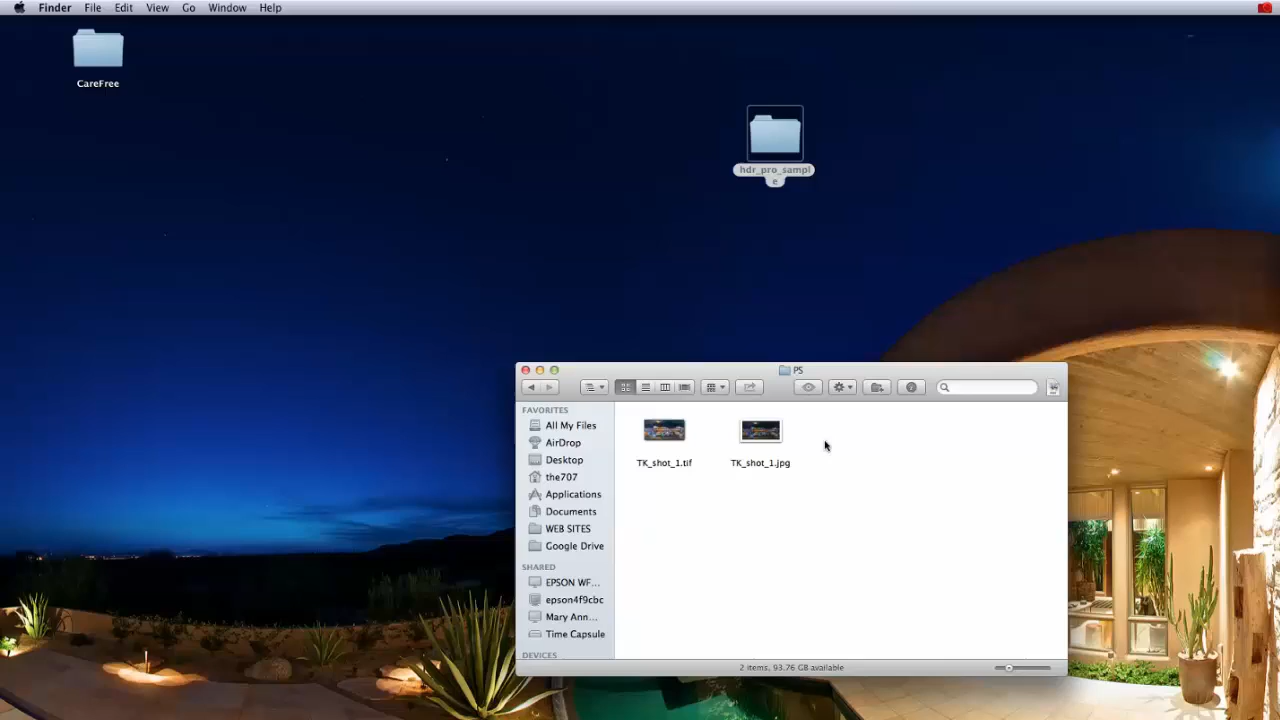 Finder File Edit View Go Window Help
CareFree
hdr_pro_sampl
e
PS
FAVORITES
All My Files
AirDrop
Desktop
the707
Applications
Documents
WEB SITES
Google Drive
SHARED
EPSON WF...
epson4f9cbc
Mary Ann...
Time Capsule
DEVICES
TK_shot_1.tif TK_shot_1.jpg
2 items, 93.76 GB available